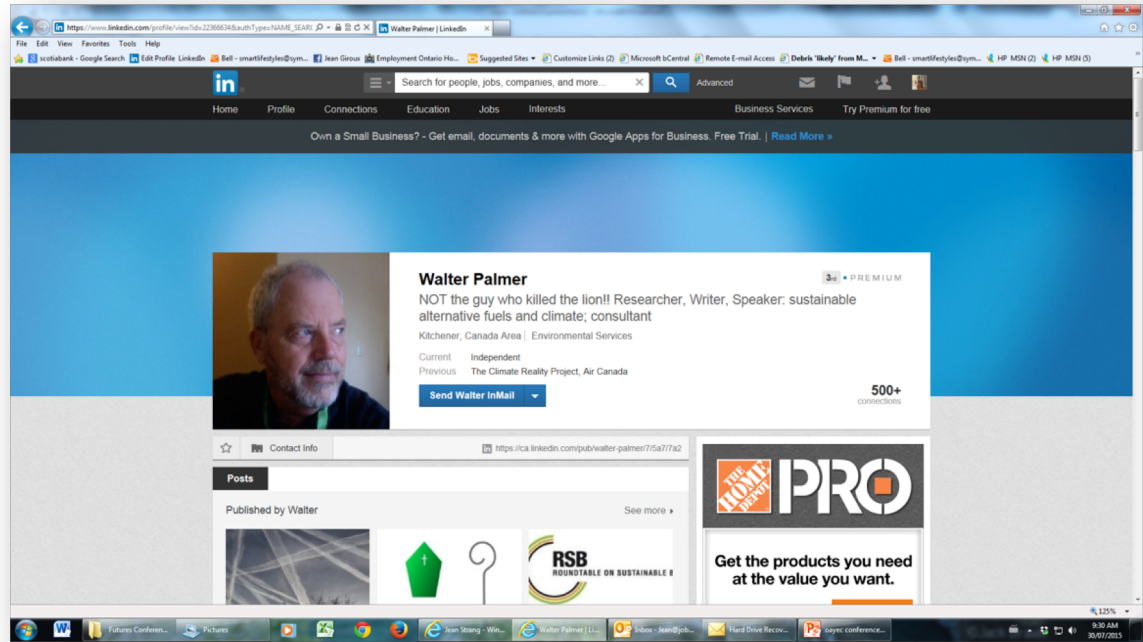 https://www.linkedin.com/profile/view?id=22366634&authType=NAME_SEAR
Walter Palmer | LinkedIn
File Edit View Favorites Tools Help
scotiabank - Google Search Edit Profile LinkedIn Bell - smartlifestyles@sym... Jean Giroux Employment Ontario Ho... Suggested Sites Customize Links (2) Microsoft bCentral Remote E-mail Access Debris 'likely' from M... Bell - smartlifestyles@sym... HP MSN (2) HP MSN (5)
in
Search for people, jobs, companies, and more...
Advanced
Home Profile Connections Education Jobs Interests Business Services Try Premium for free
Own a Small Business? - Get email, documents & more with Google Apps for Business. Free Trial. | Read More »
Walter Palmer
3rd • PREMIUM
NOT the guy who killed the lion!! Researcher, Writer, Speaker: sustainable
alternative fuels and climate; consultant
Kitchener, Canada Area | Environmental Services
Current Independent
Previous The Climate Reality Project, Air Canada
Send Walter InMail
500+
connections
Contact Info
https://ca.linkedin.com/pub/walter-palmer/7/5a7/7a2
Posts
Published by Walter
See more
RSB
ROUNDTABLE ON SUSTAINABLE B
THE HOME DEPOT
PRO
Get the products you need
at the value you want.
125%
Futures Conferen... Pictures Jean Strang - Win... Walter Palmer | Li... Inbox - Jean@job... Hard Drive Recov... oeyec conference...
9:30 AM
30/07/2015